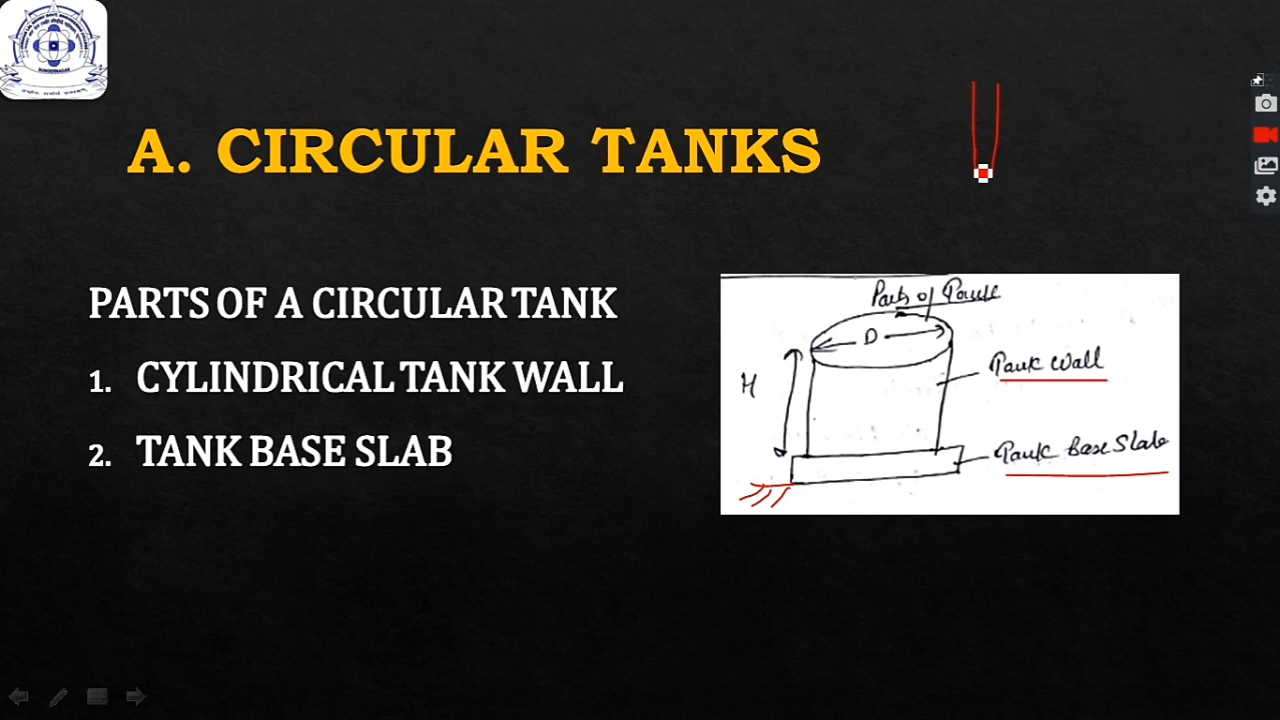 A. CIRCULAR TANKS
PARTS OF A CIRCULAR TANK
1. CYLINDRICAL TANK WALL
2. TANK BASE SLAB
Parts of Tank
D
H
Tank Wall
Tank Base Slab
SUNDERNAGAR